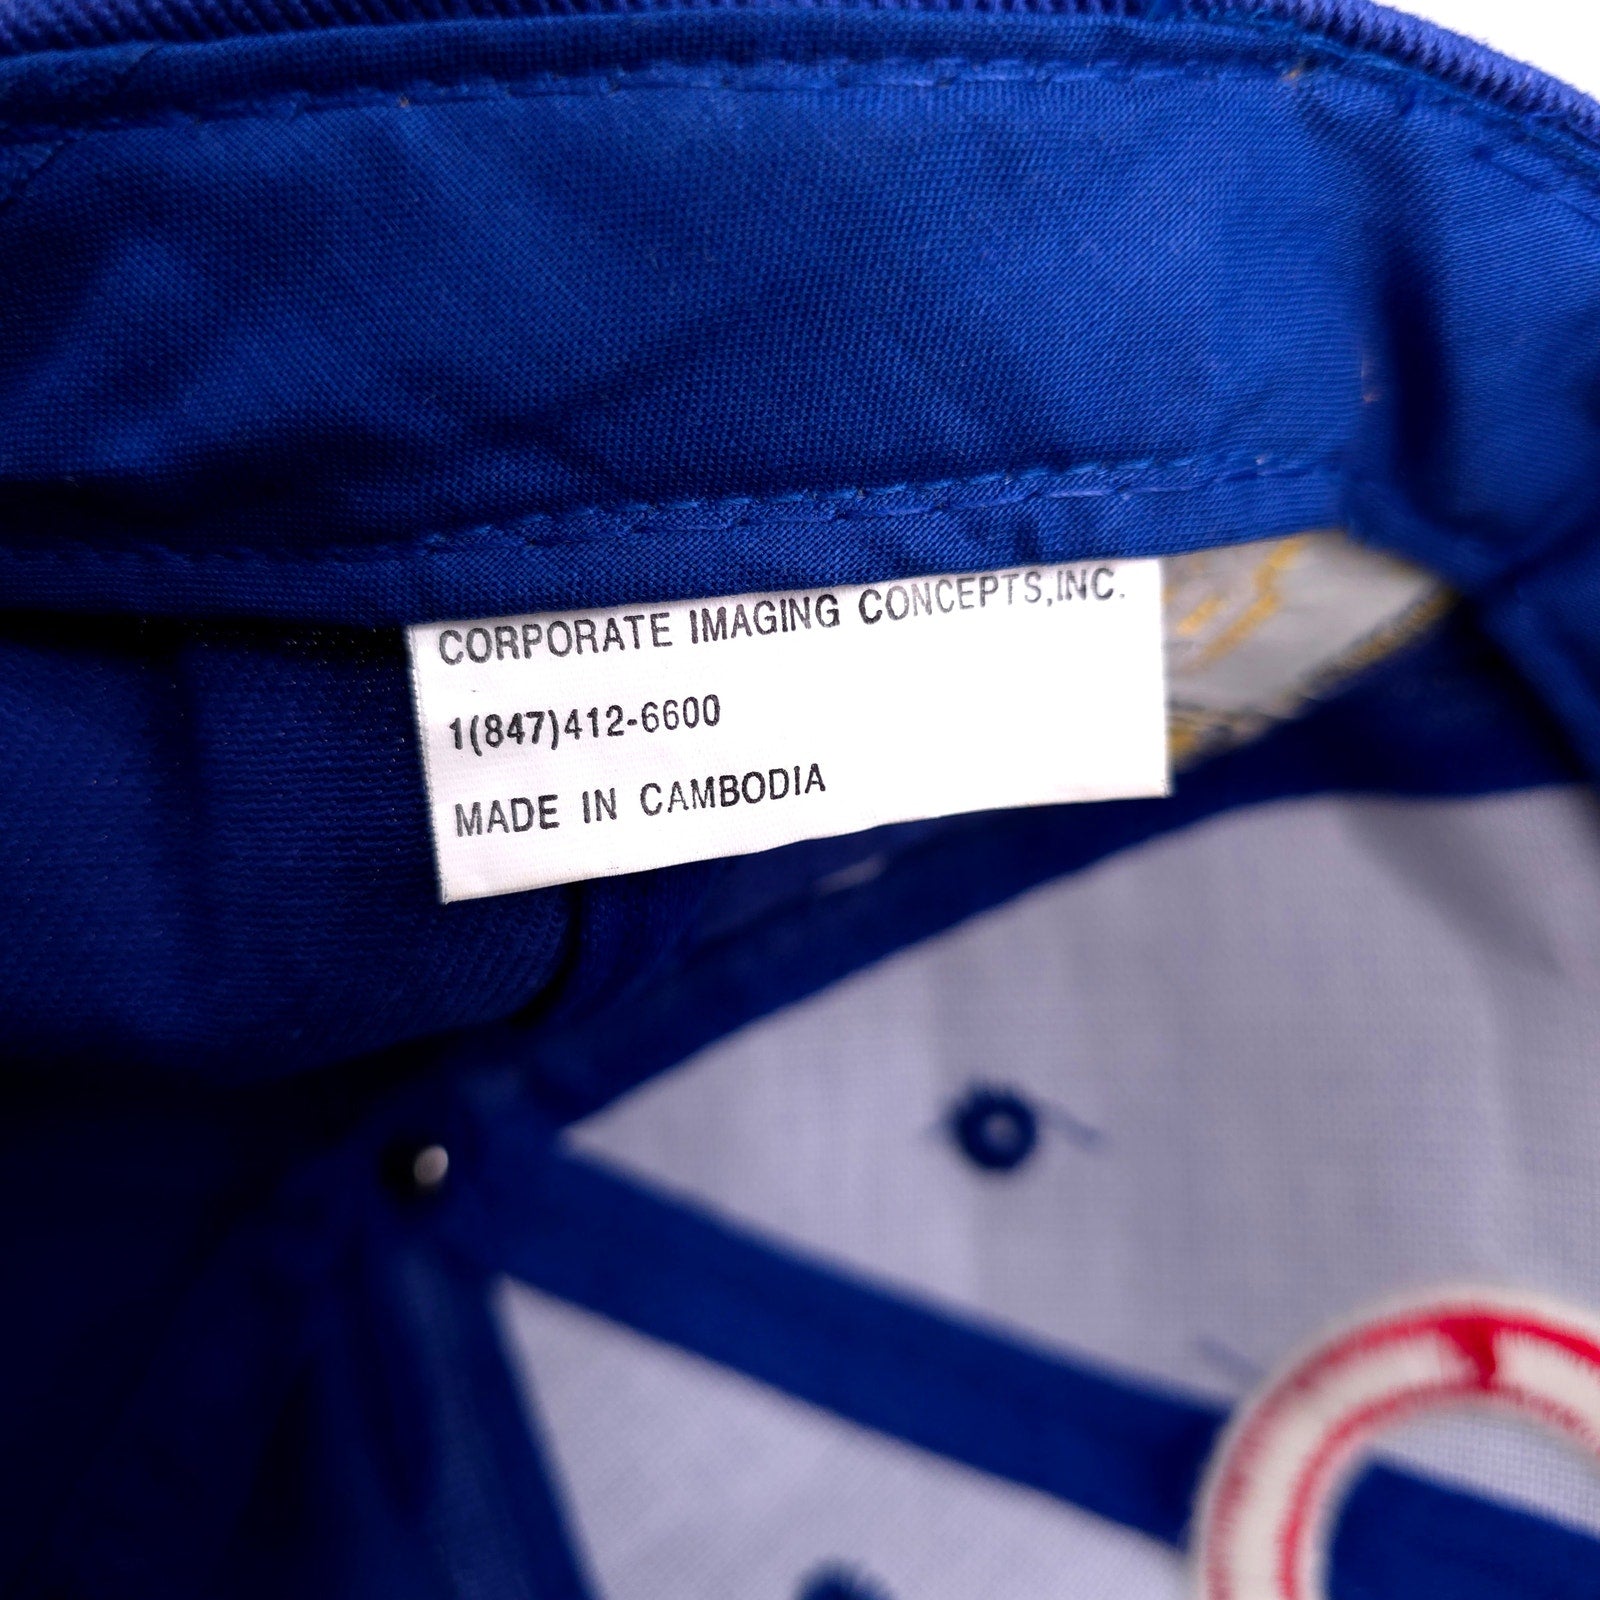 CORPORATE IMAGING CONCEPTS,INC.
1(847)412-6600
MADE IN CAMBODIA